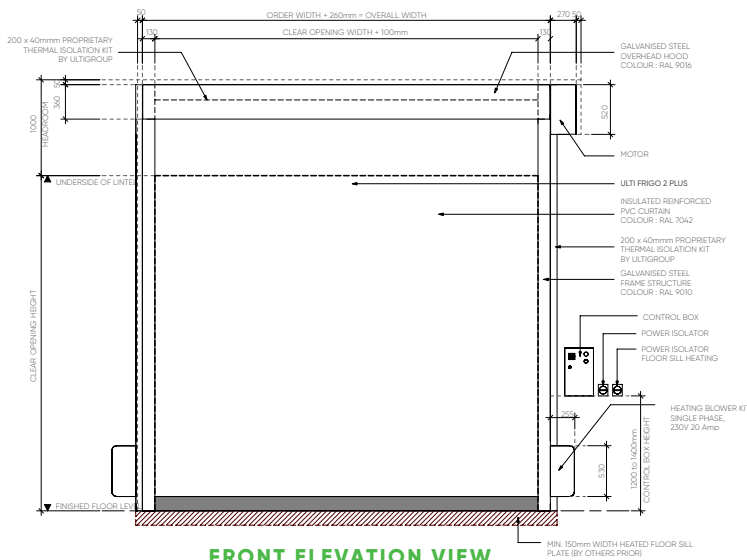 50
ORDER WIDTH + 260mm = OVERALL WIDTH
270 50
130
CLEAR OPENING WIDTH + 100mm
130
200 x 40mmm PROPRIETARY
THERMAL ISOLATION KIT
BY ULTIGROUP
GALVANISED STEEL
OVERHEAD HOOD
COLOUR : RAL 9016
50
360
1000
HEADROOM
520
MOTOR
UNDERSIDE OF LINTEL
ULTI FRIGO 2 PLUS
INSULATED REINFORCED
PVC CURTAIN
COLOUR : RAL 7042
200 x 40mmm PROPRIETARY
THERMAL ISOLATION KIT
BY ULTIGROUP
GALVANISED STEEL
FRAME STRUCTURE
COLOUR : RAL 9010
CLEAR OPENING HEIGHT
CONTROL BOX
POWER ISOLATOR
POWER ISOLATOR
FLOOR SILL HEATING
255
HEATING BLOWER KIT
SINGLE PHASE,
230V 20 Amp
530
1200 to 1400mm
CONTROL BOX HEIGHT
FINISHED FLOOR LEVE
MIN. 150mm WIDTH HEATED FLOOR SILL
PLATE (BY OTHERS PRIOR)
FRONT ELEVATION VIEW